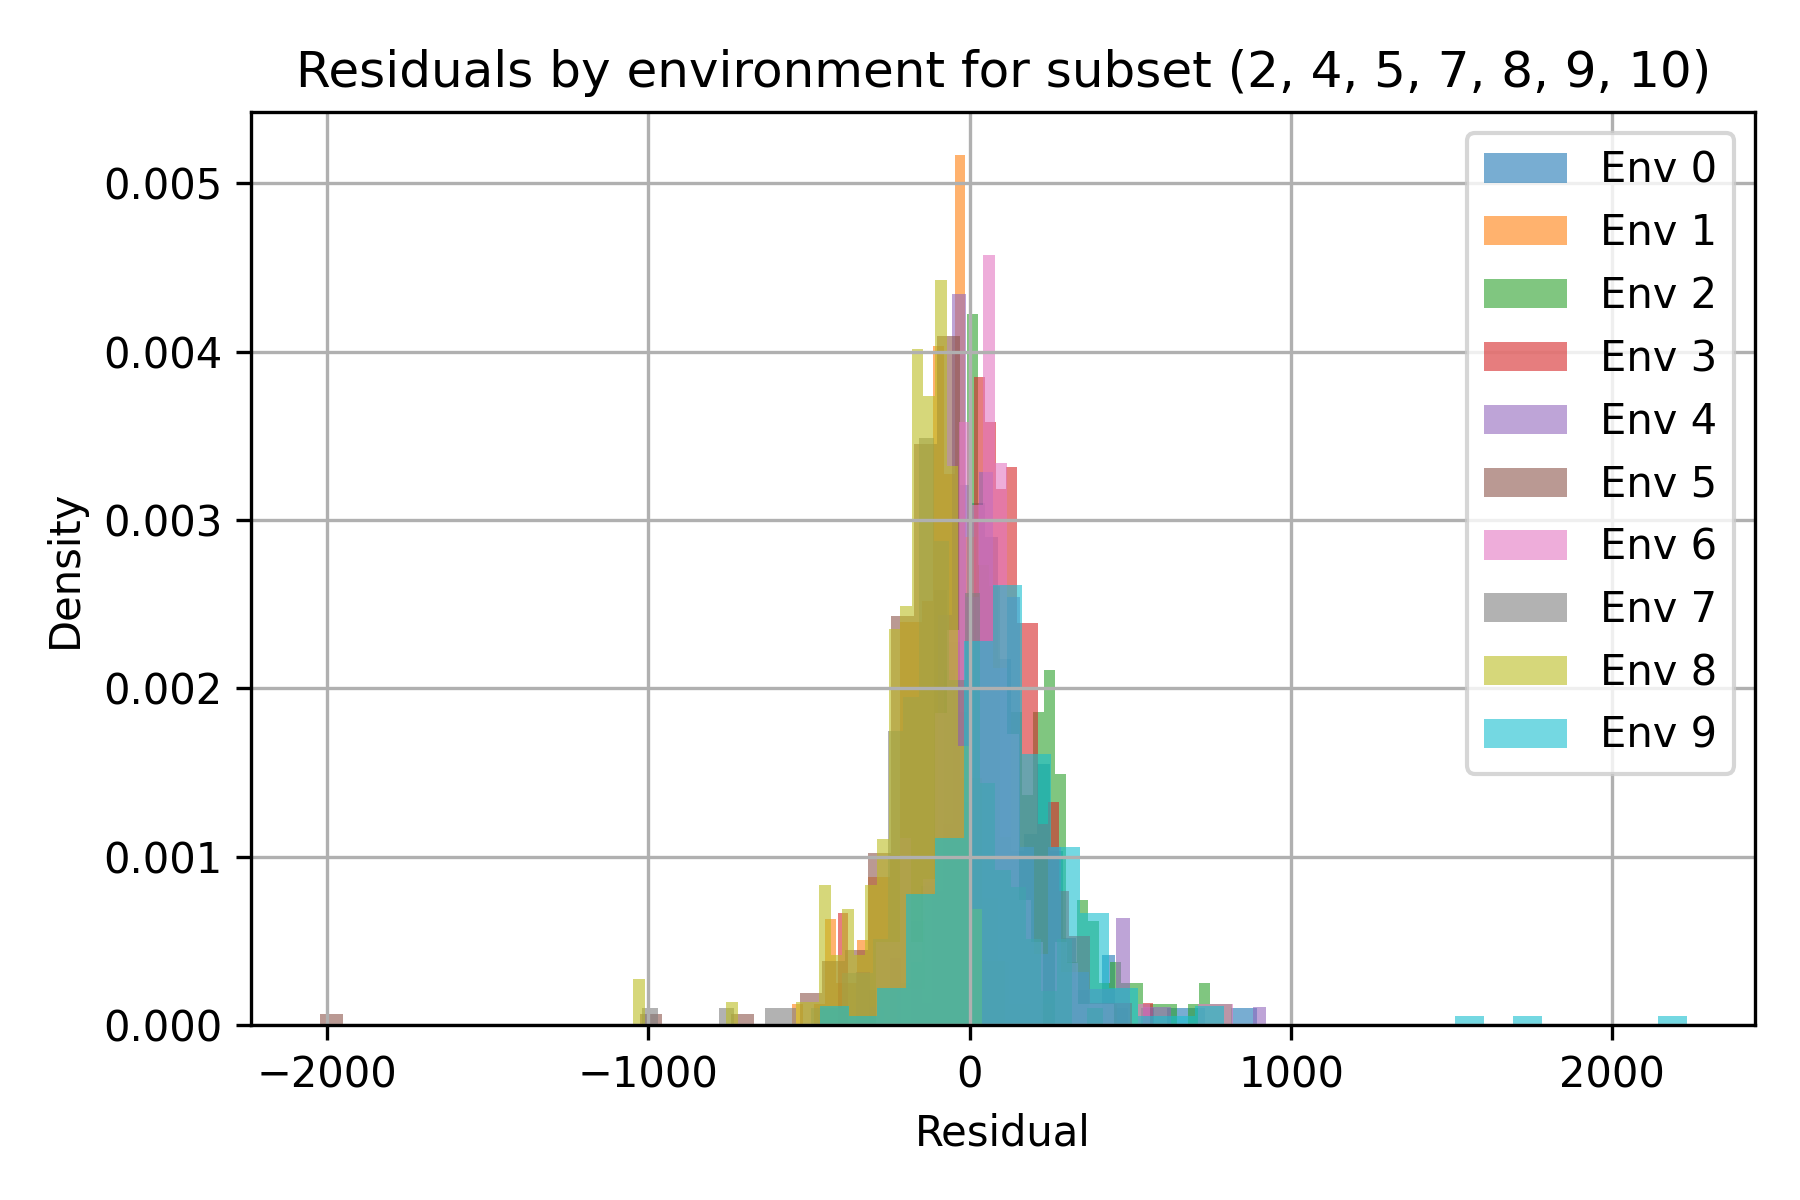 Residuals by environment for subset (2, 4, 5, 7, 8, 9, 10)
Density
0.005
0.004
0.003
0.002
0.001
0.000
−2000
−1000
0
1000
2000
Residual
Env 0
Env 1
Env 2
Env 3
Env 4
Env 5
Env 6
Env 7
Env 8
Env 9